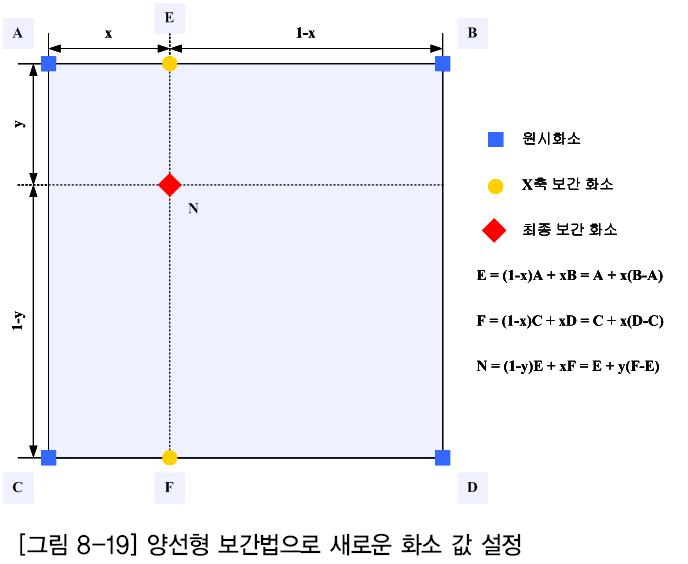 E
A
x
1-x
B
y
N
1-y
C
F
D
원시화소
X축 보간 화소
최종 보간 화소
E = (1-x)A + xB = A + x(B-A)
F = (1-x)C + xD = C + x(D-C)
N = (1-y)E + xF = E + y(F-E)
[그림 8-19] 양선형 보간법으로 새로운 화소 값 설정